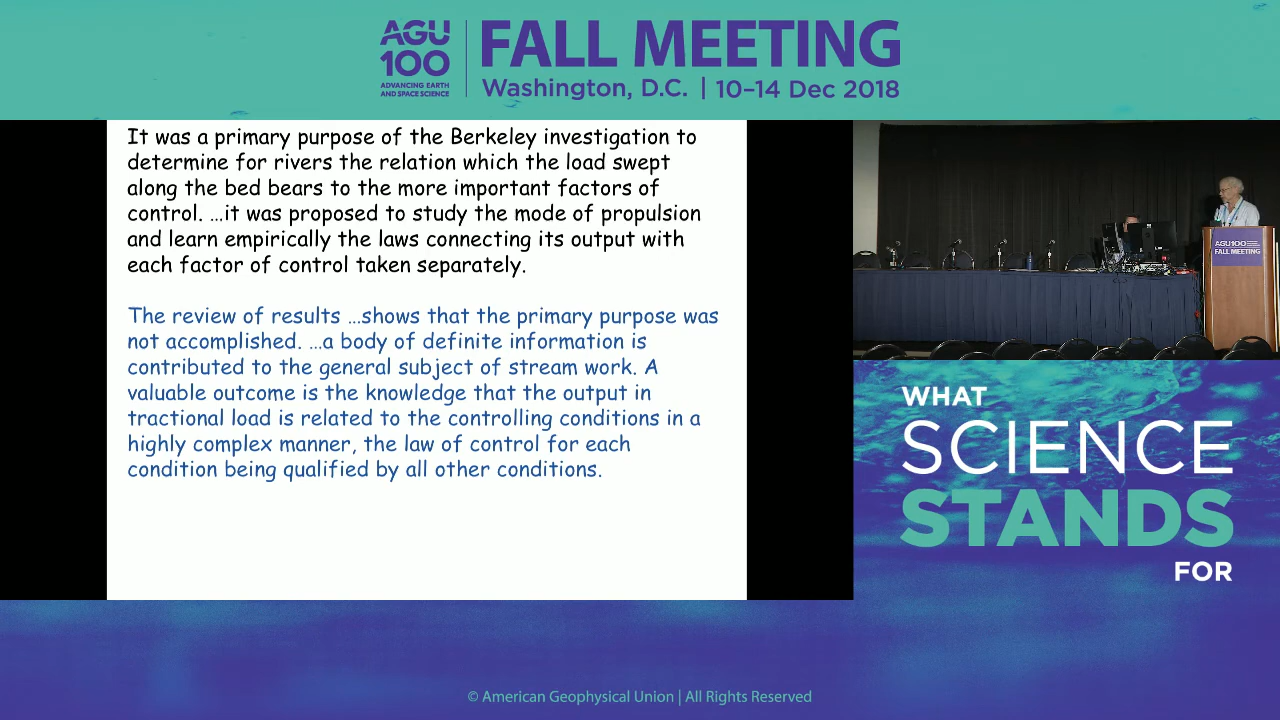 AGU
100
ADVANCING EARTH
AND SPACE SCIENCE
FALL MEETING
Washington, D.C. | 10–14 Dec 2018
It was a primary purpose of the Berkeley investigation to
determine for rivers the relation which the load swept
along the bed bears to the more important factors of
control. …it was proposed to study the mode of propulsion
and learn empirically the laws connecting its output with
each factor of control taken separately.
The review of results …shows that the primary purpose was
not accomplished. …a body of definite information is
contributed to the general subject of stream work. A
valuable outcome is the knowledge that the output in
tractional load is related to the controlling conditions in a
highly complex manner, the law of control for each
condition being qualified by all other conditions.
AGU100
FALL MEETING
WHAT
SCIENCE
STANDS
FOR
© American Geophysical Union | All Rights Reserved